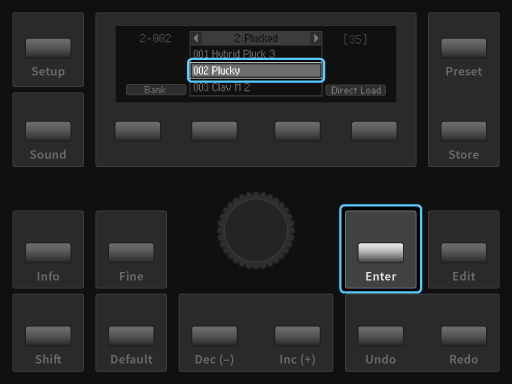 2-082
2:Plucked
[35]
001 Hybrid Pluck 3
002 Plucky
003 Clav M 2
Bank
Direct Load
Setup
Preset
Sound
Store
Info
Fine
Enter
Edit
Shift
Default
Dec (–)
Inc (+)
Undo
Redo